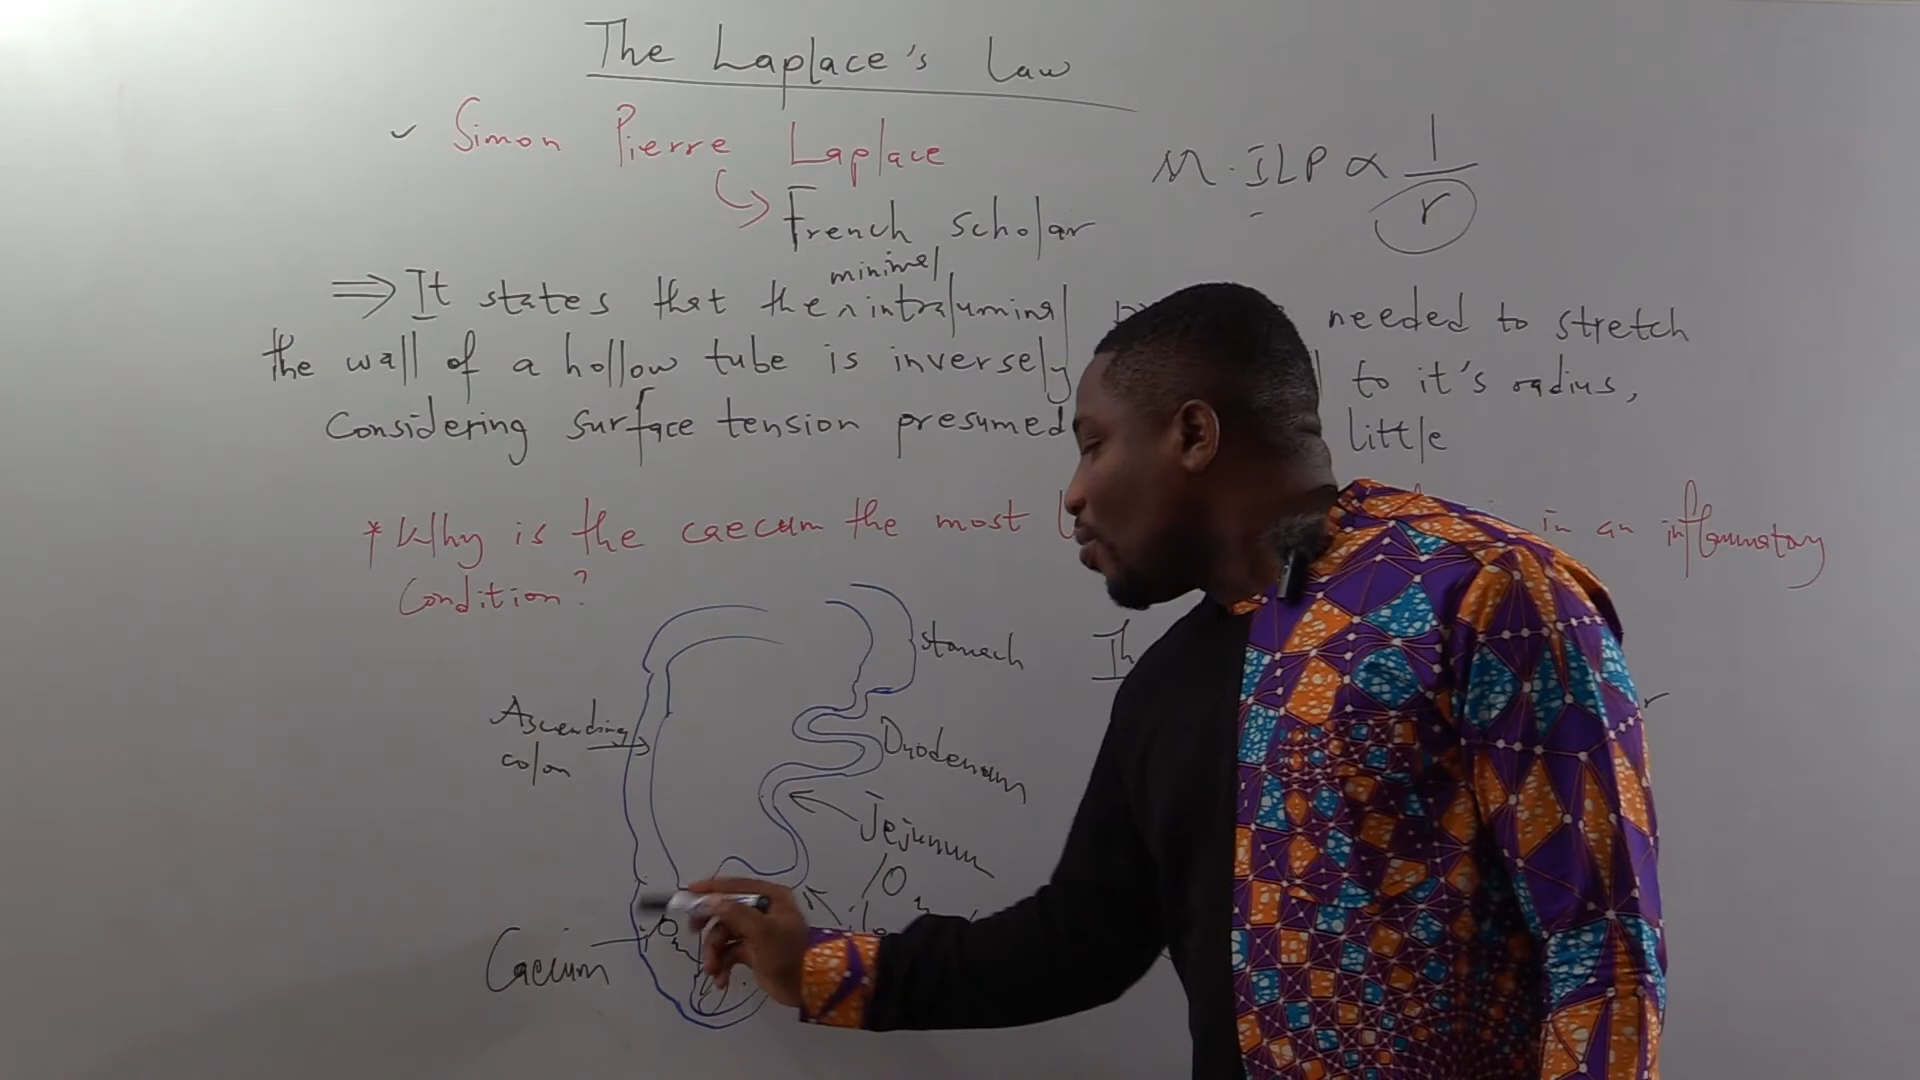 The Laplace's Law
✓ Simon Pierre Laplace
M.ILP ∝ 1/r
↳ French scholar
minimal
⇒ It states that the ^ intraluminal needed to stretch
the wall of a hollow tube is inversely to it's radius,
Considering surface tension presumed little
* Why is the caecum the most in an inflammatory
Condition?
Stomach
Ascending
colon
Duodenum
Jejunum
Caecum